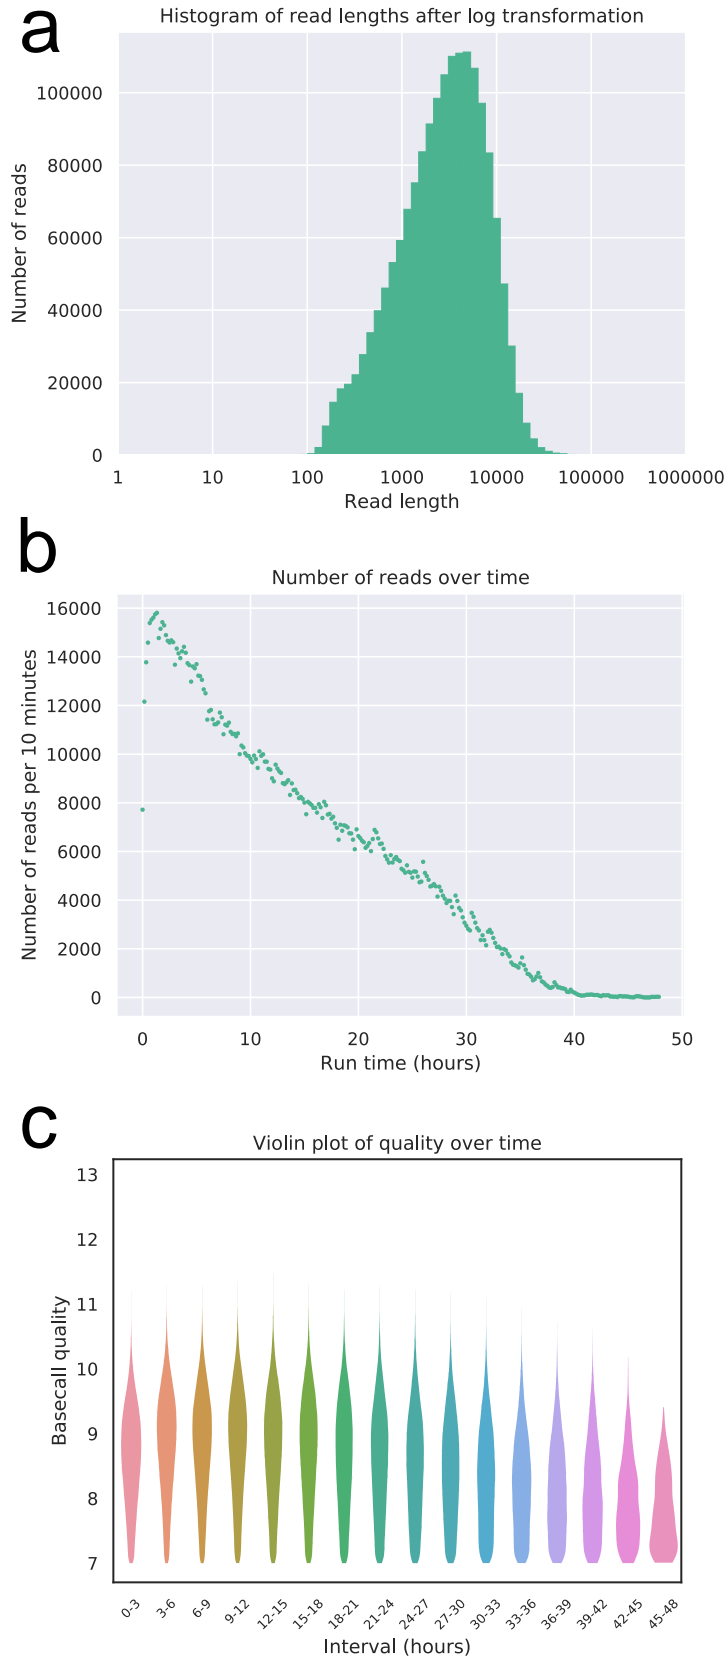 a
Histogram of read lengths after log transformation
Number of reads
100000
80000
60000
40000
20000
0
1 10 100 1000 10000 100000 1000000
Read length
b
Number of reads over time
Number of reads per 10 minutes
16000
14000
12000
10000
8000
6000
4000
2000
0
0 10 20 30 40 50
Run time (hours)
c
Violin plot of quality over time
Basecall quality
13
12
11
10
9
8
7
0-3 3-6 6-9 9-12 12-15 15-18 18-21 21-24 24-27 27-30 30-33 33-36 36-39 39-42 42-45 45-48
Interval (hours)